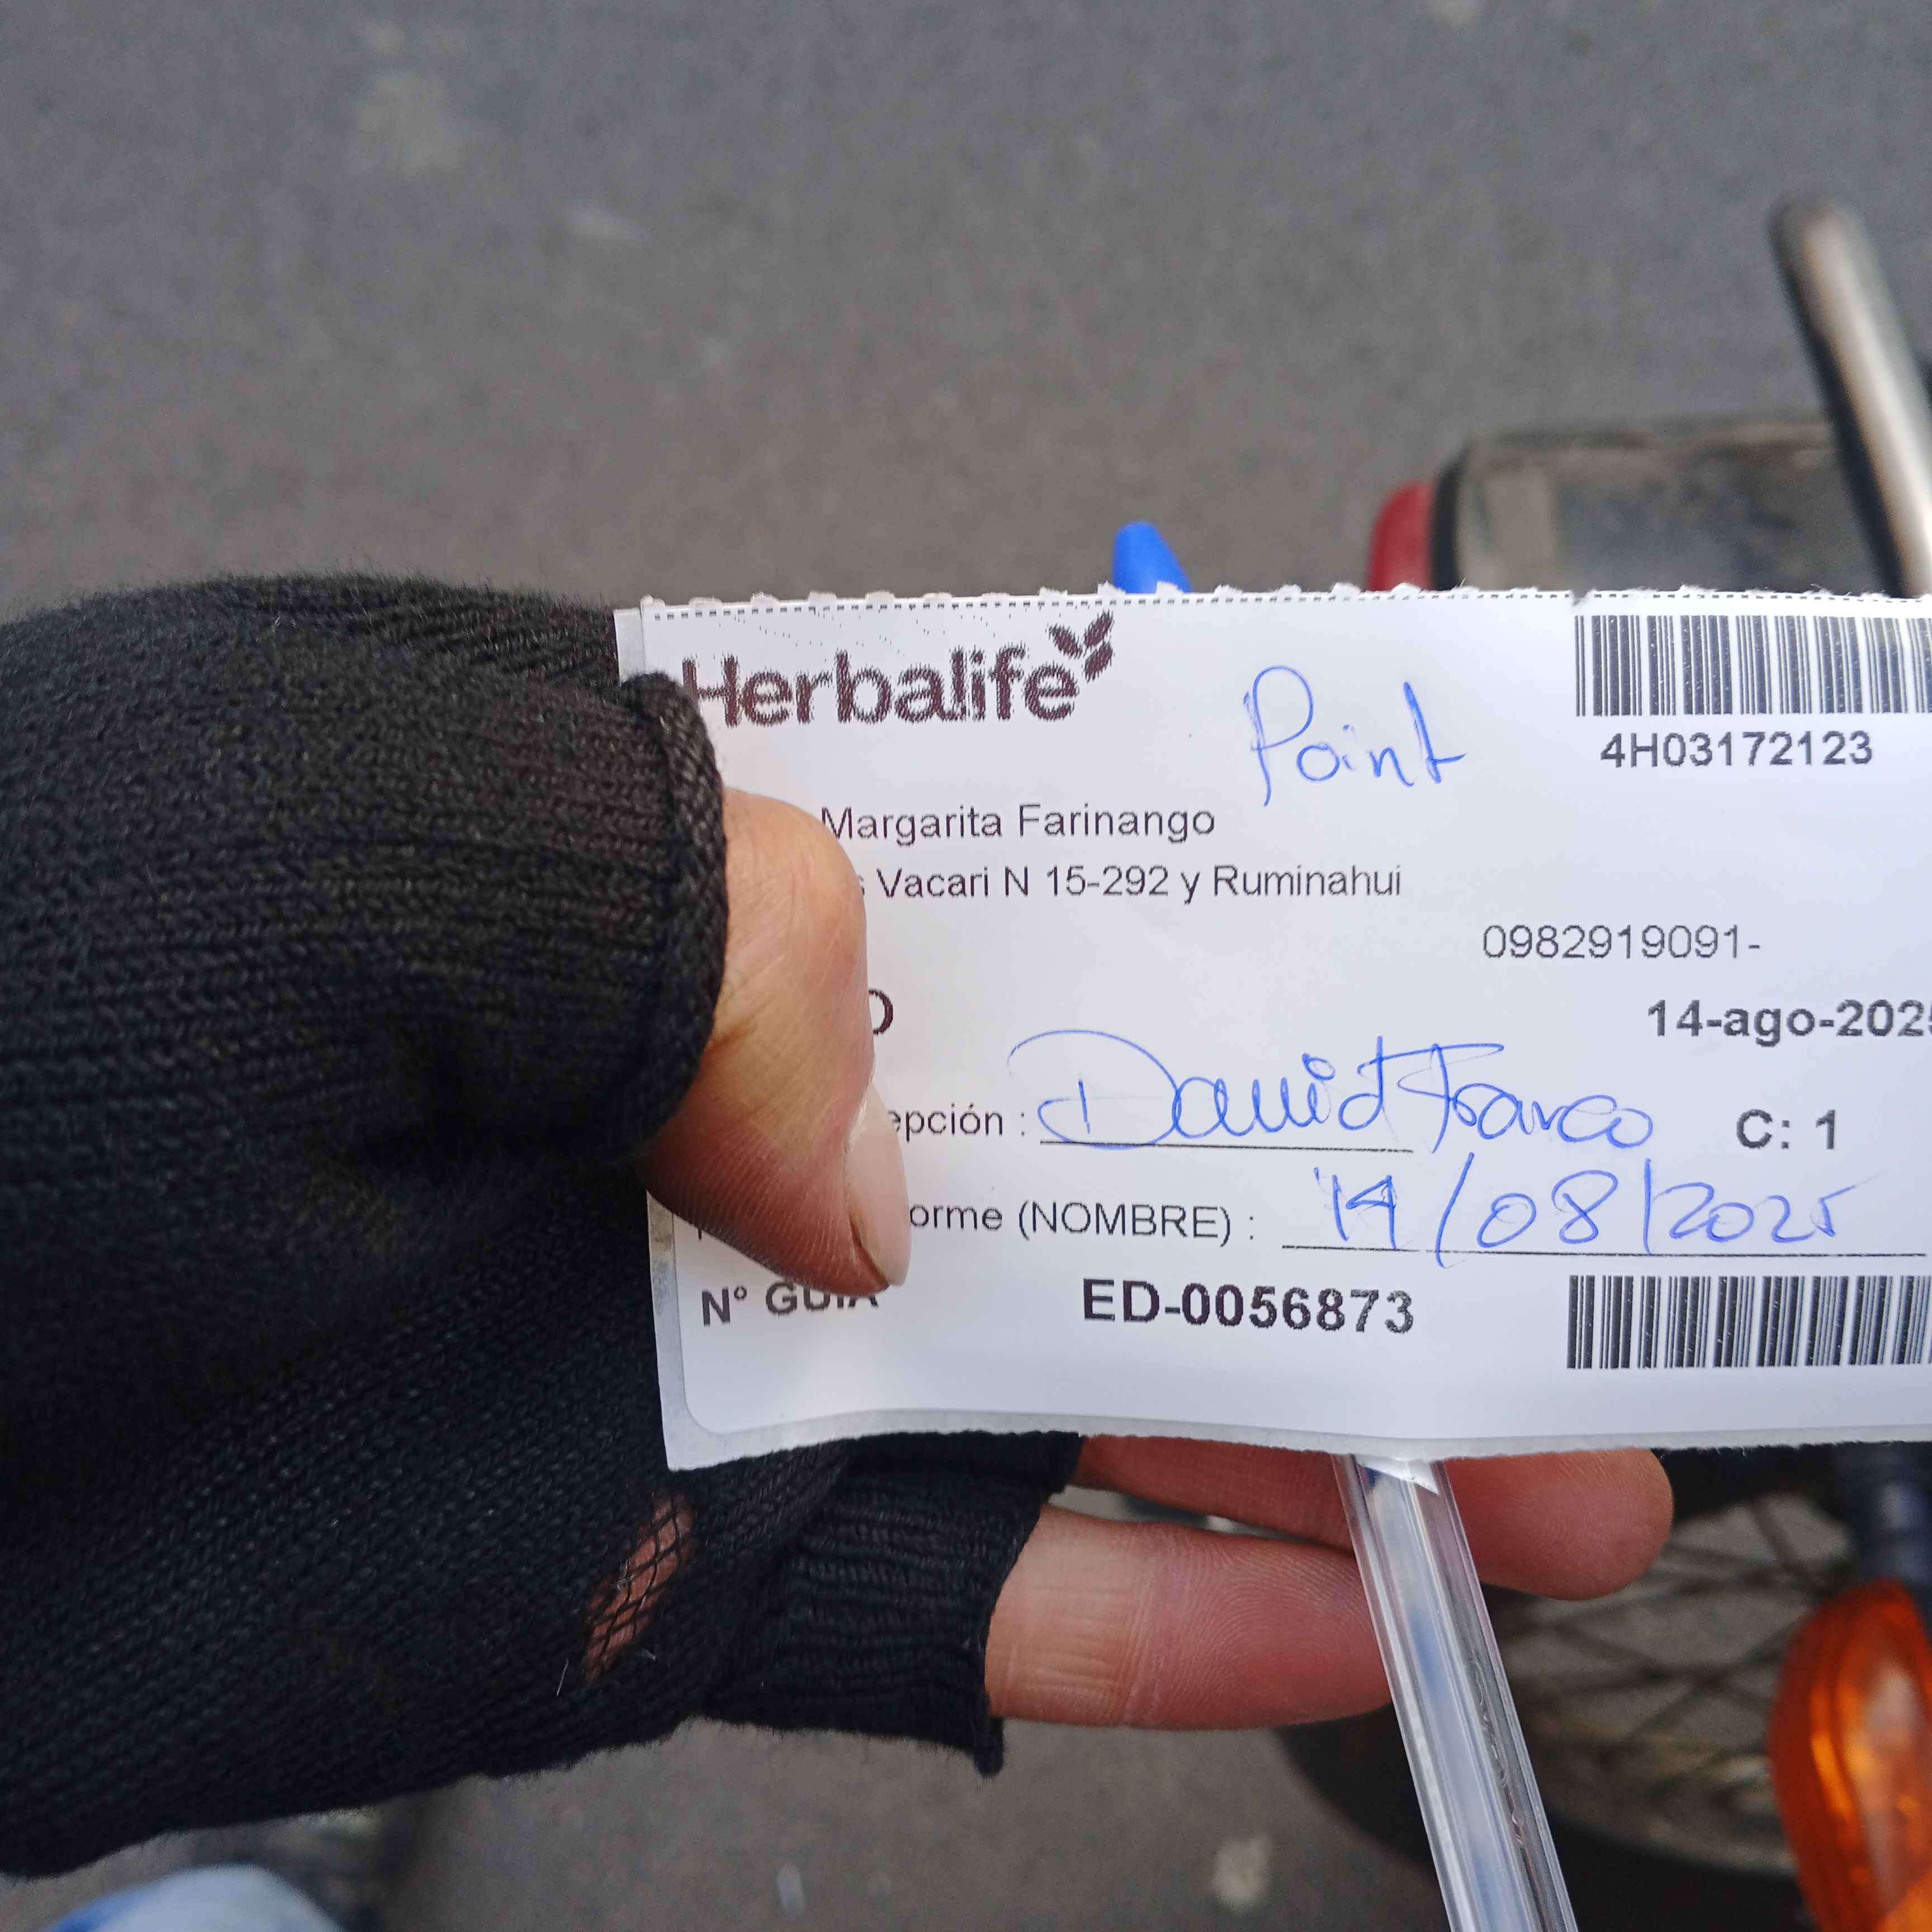 Herbalife
Point
4H03172123
Margarita Farinango
Vacari N 15-292 y Ruminahui
0982919091-
14-ago-2025
epción : David Franco C: 1
orme (NOMBRE) : 14/08/2025
N° GUIA ED-0056873